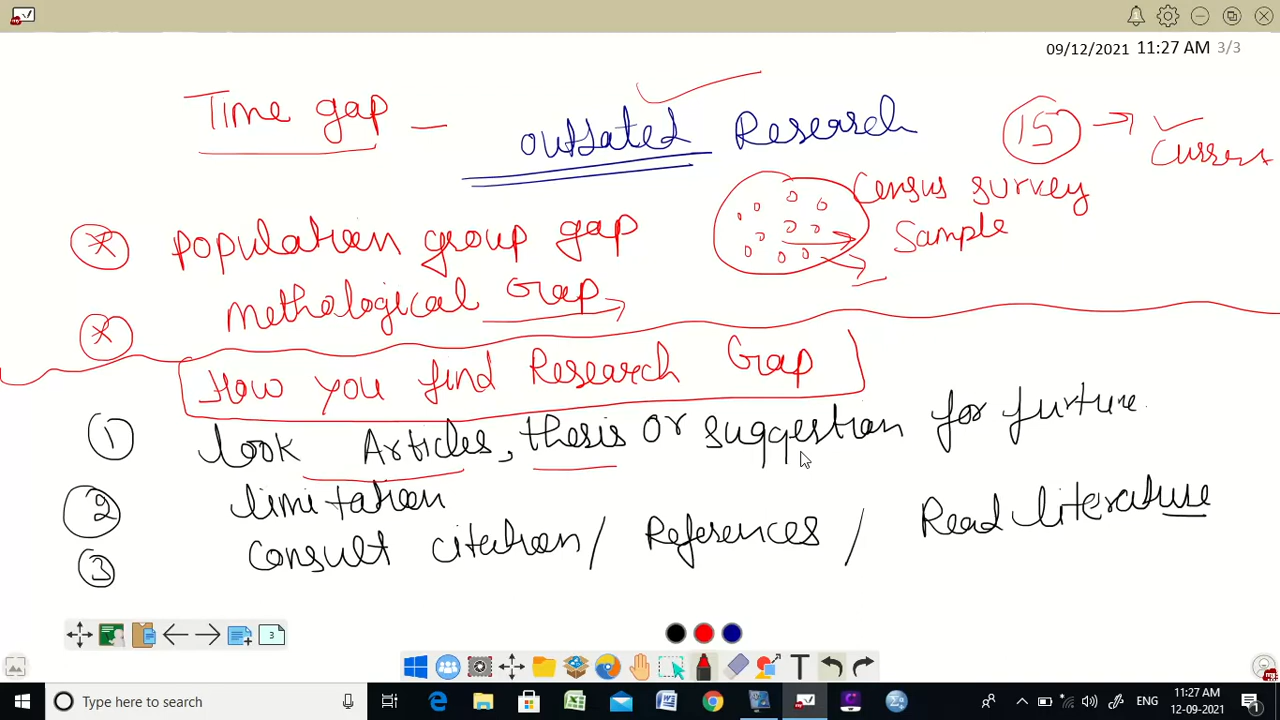 09/12/2021 11:27 AM 3/3
Time gap – outdated Research
15 → Current
Census survey
Sample
* population group gap
* methological Gap
How you find Research Gap
1 look Articles, thesis or suggestion for furture
2 limitation
3 Consult citation / References / Read literature
3
T
Type here to search
ENG
11:27 AM
12-09-2021